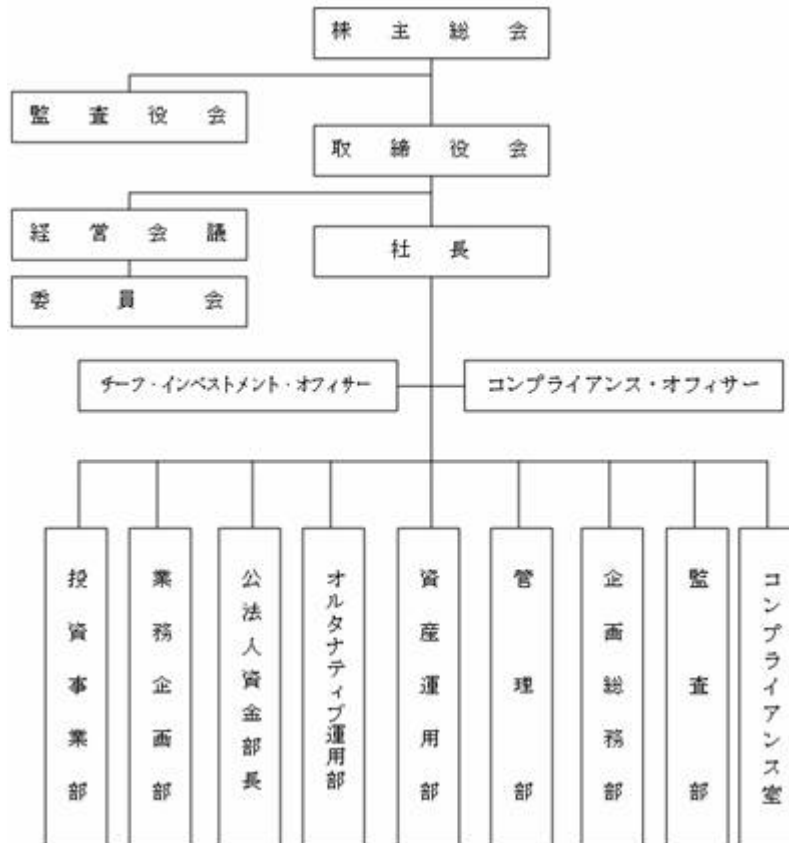 株主総会
監査役会
取締役会
経営会議
社長
委員会
チーフ・インベストメント・オフィサー
コンプライアンス・オフィサー
投資事業部
業務企画部
公法人資金部長
オルタナティブ運用部
資産運用部
管理部
企画総務部
監査部
コンプライアンス室